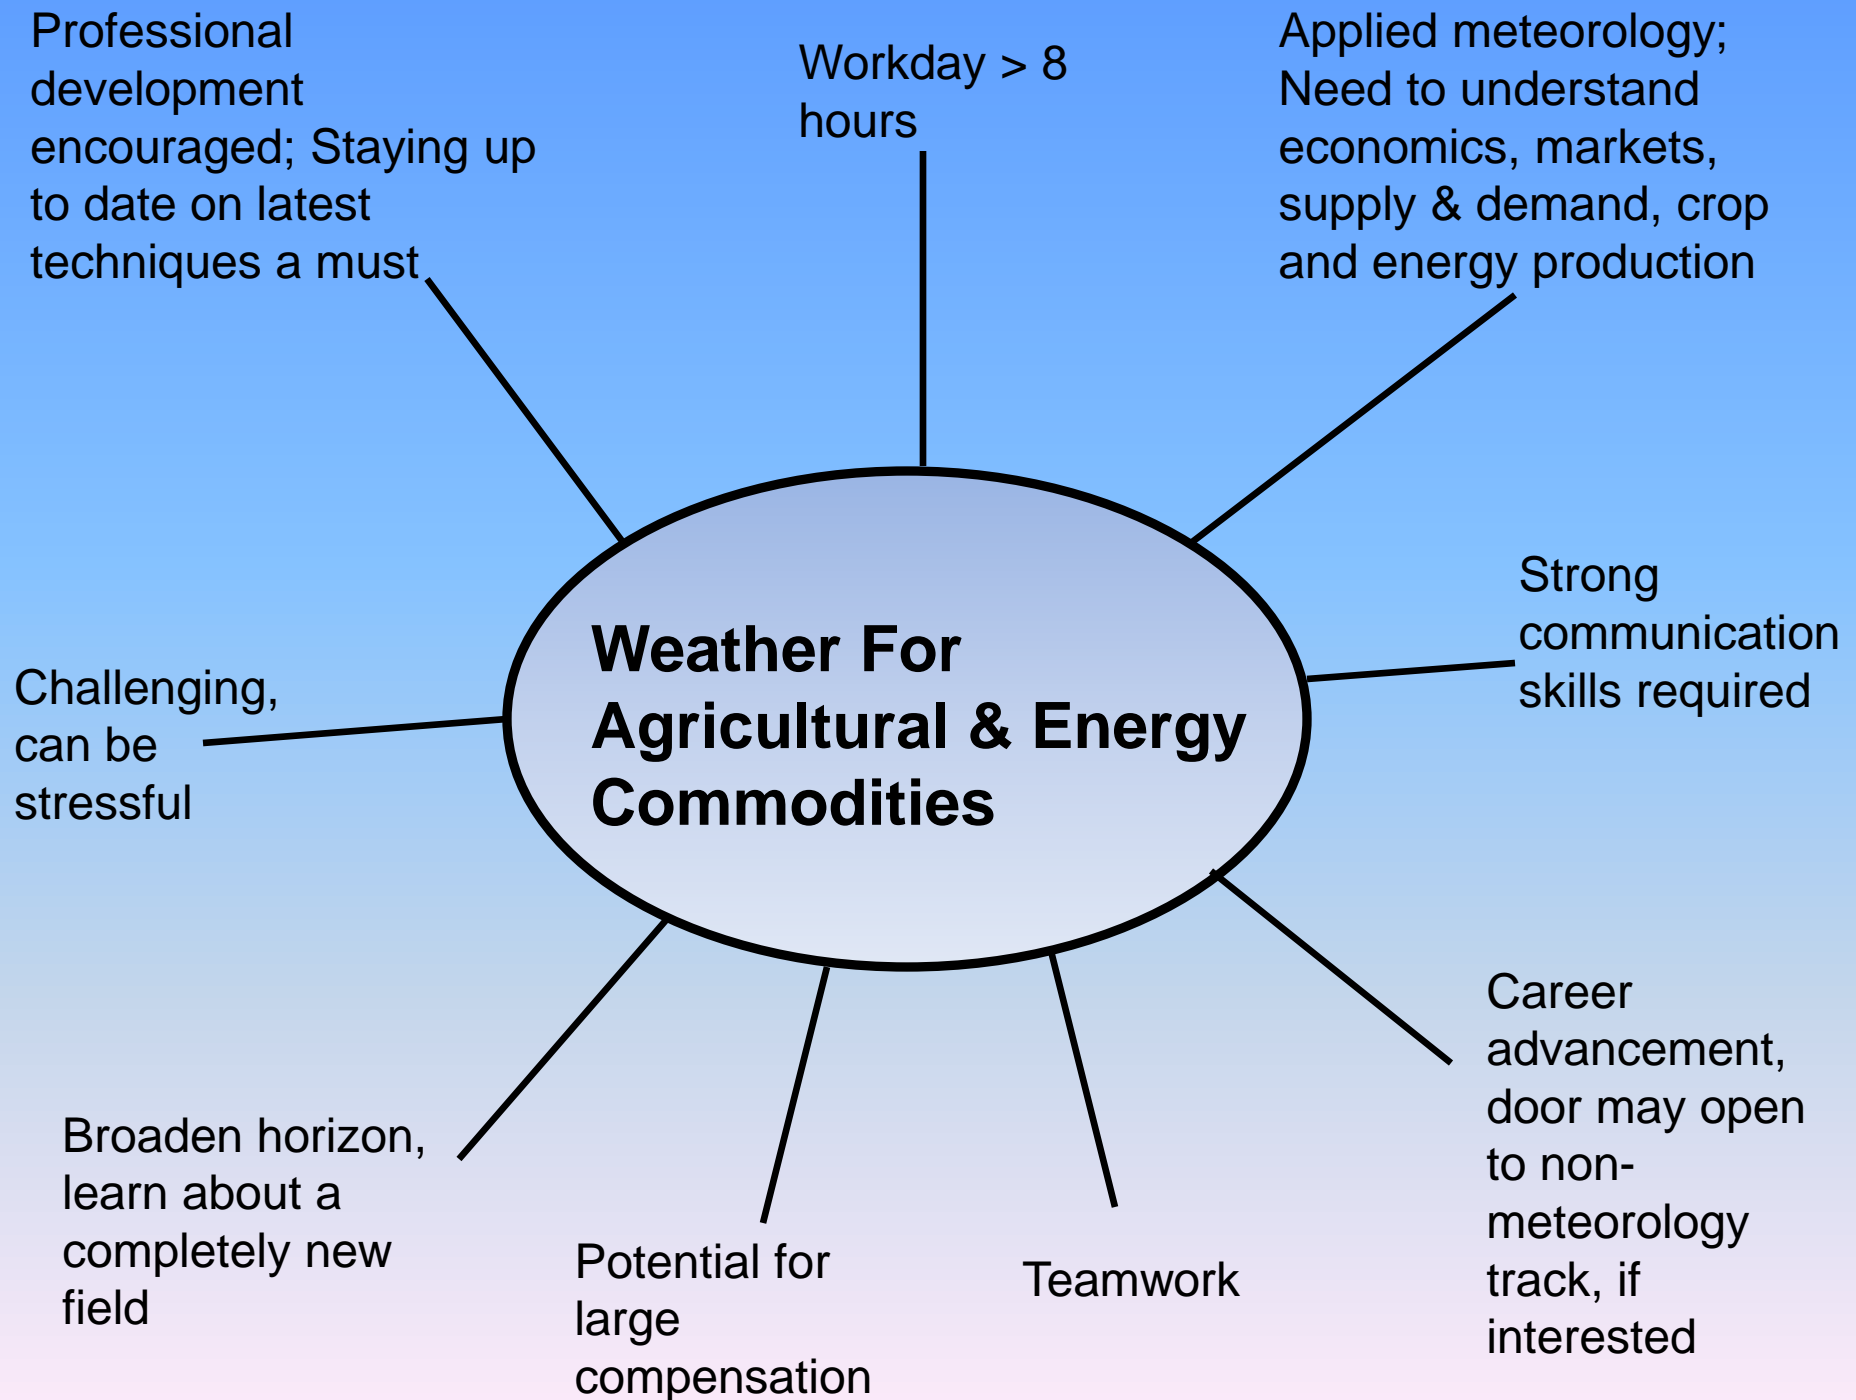 Professional
development
encouraged; Staying up
to date on latest
techniques a must
Workday > 8
hours
Applied meteorology;
Need to understand
economics, markets,
supply & demand, crop
and energy production
Strong
communication
skills required
Challenging,
can be
stressful
Weather For
Agricultural & Energy
Commodities
Career
advancement,
door may open
to non-
meteorology
track, if
interested
Broaden horizon,
learn about a
completely new
field
Potential for
large
compensation
Teamwork